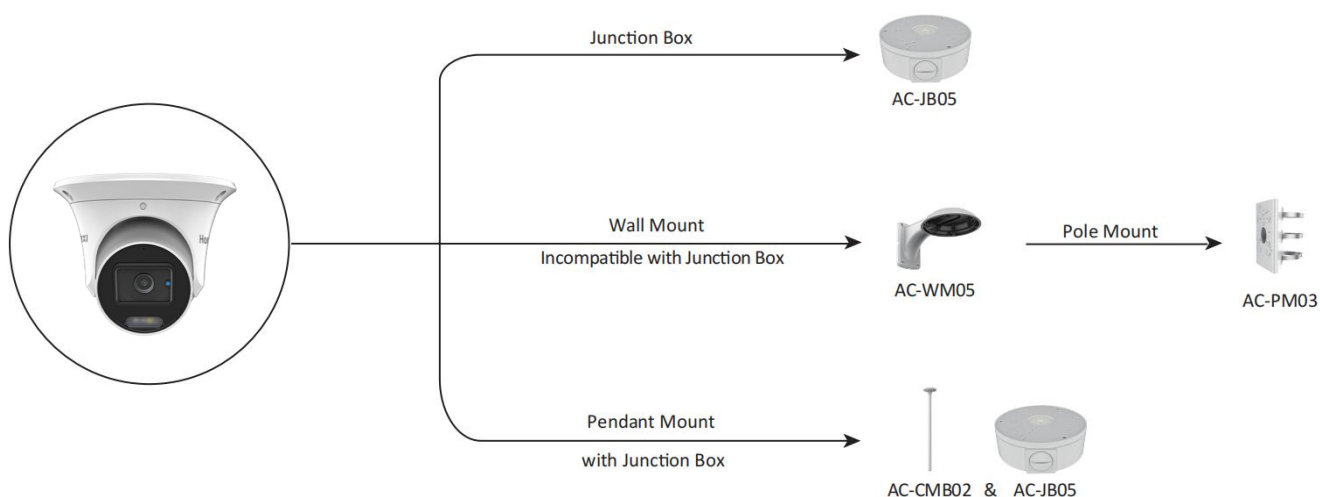 Junction Box
AC-JB05
Wall Mount
Incompatible with Junction Box
AC-WM05
Pole Mount
AC-PM03
Pendant Mount
with Junction Box
AC-CMB02 & AC-JB05